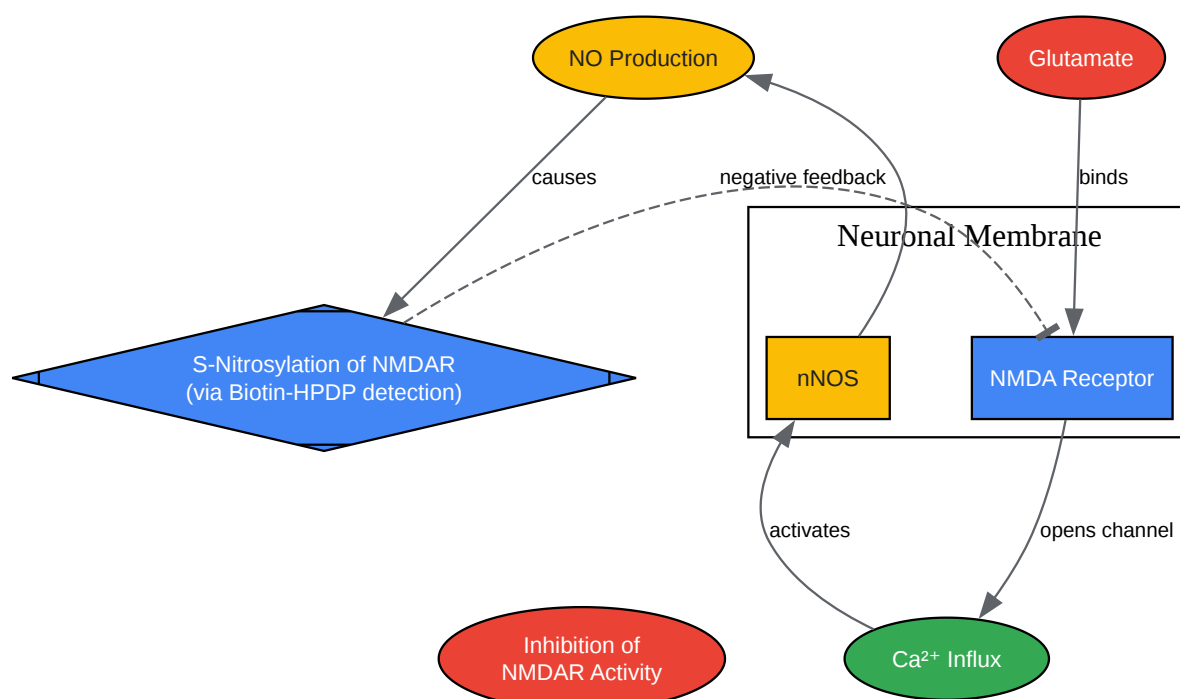 NO Production
Glutamate
causes
negative feedback
binds
Neuronal Membrane
S-Nitrosylation of NMDAR
(via Biotin-HPDP detection)
nNOS
NMDA Receptor
activates
opens channel
Inhibition of
NMDAR Activity
Ca²⁺ Influx